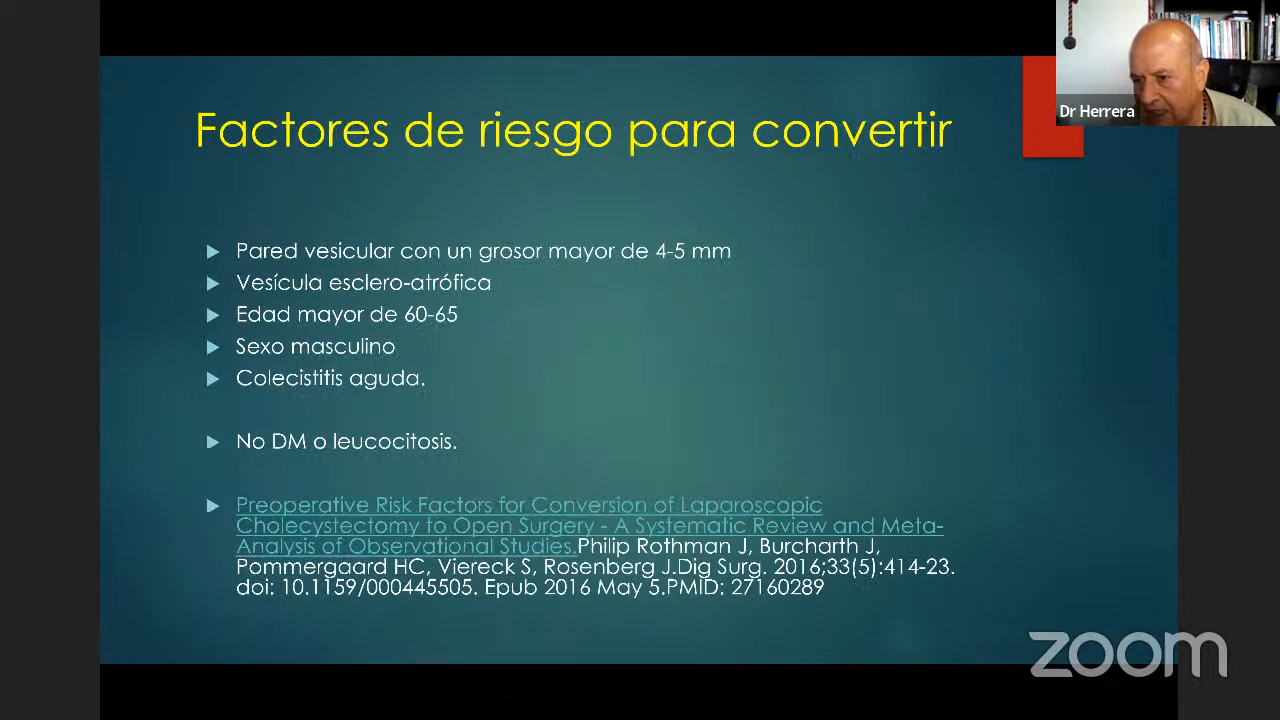 Factores de riesgo para convertir
Dr Herrera
Pared vesicular con un grosor mayor de 4-5 mm
Vesícula esclero-atrófica
Edad mayor de 60-65
Sexo masculino
Colecistitis aguda.
No DM o leucocitosis.
Preoperative Risk Factors for Conversion of Laparoscopic
Cholecystectomy to Open Surgery - A Systematic Review and Meta-
Analysis of Observational Studies.Philip Rothman J, Burcharth J,
Pommergaard HC, Viereck S, Rosenberg J.Dig Surg. 2016;33(5):414-23.
doi: 10.1159/000445505. Epub 2016 May 5.PMID: 27160289
zoom